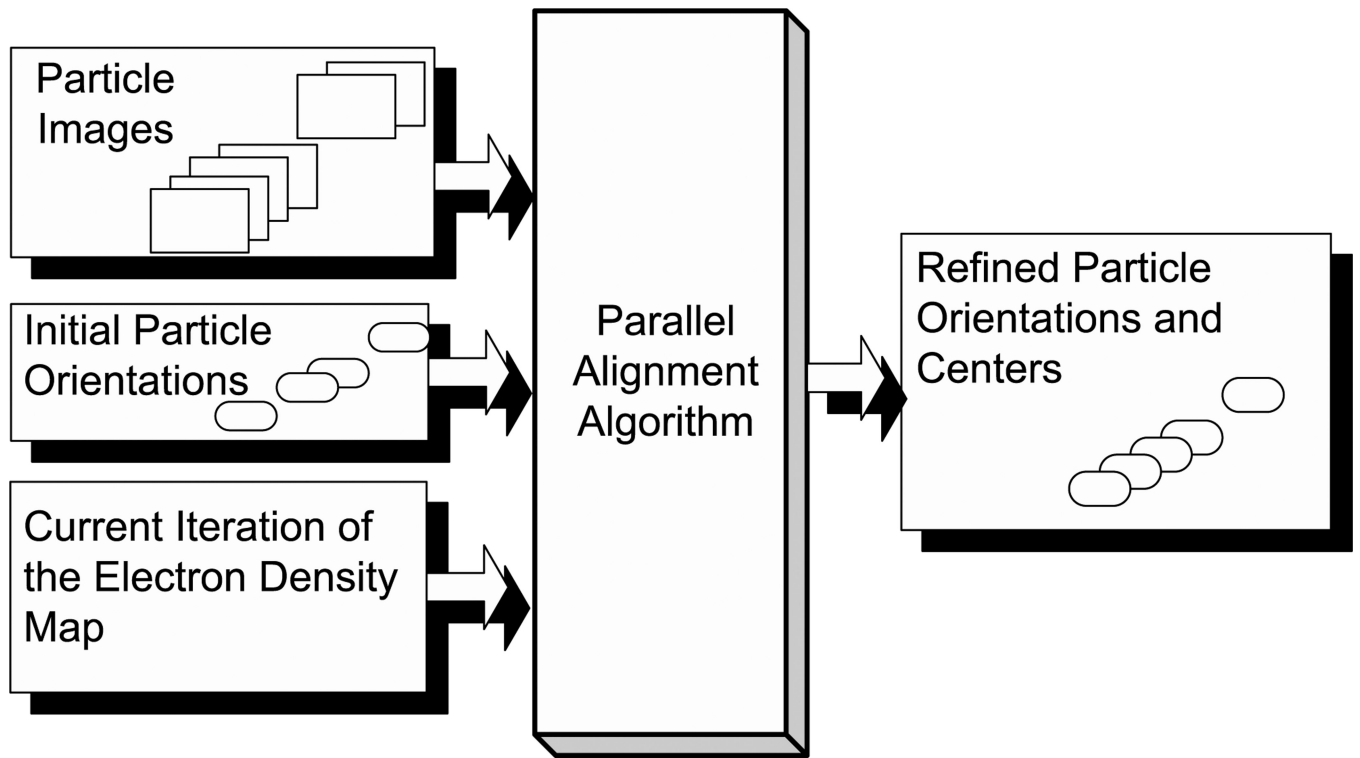 Particle
Images
Initial Particle
Orientations
Current Iteration of
the Electron Density
Map
Parallel
Alignment
Algorithm
Refined Particle
Orientations and
Centers